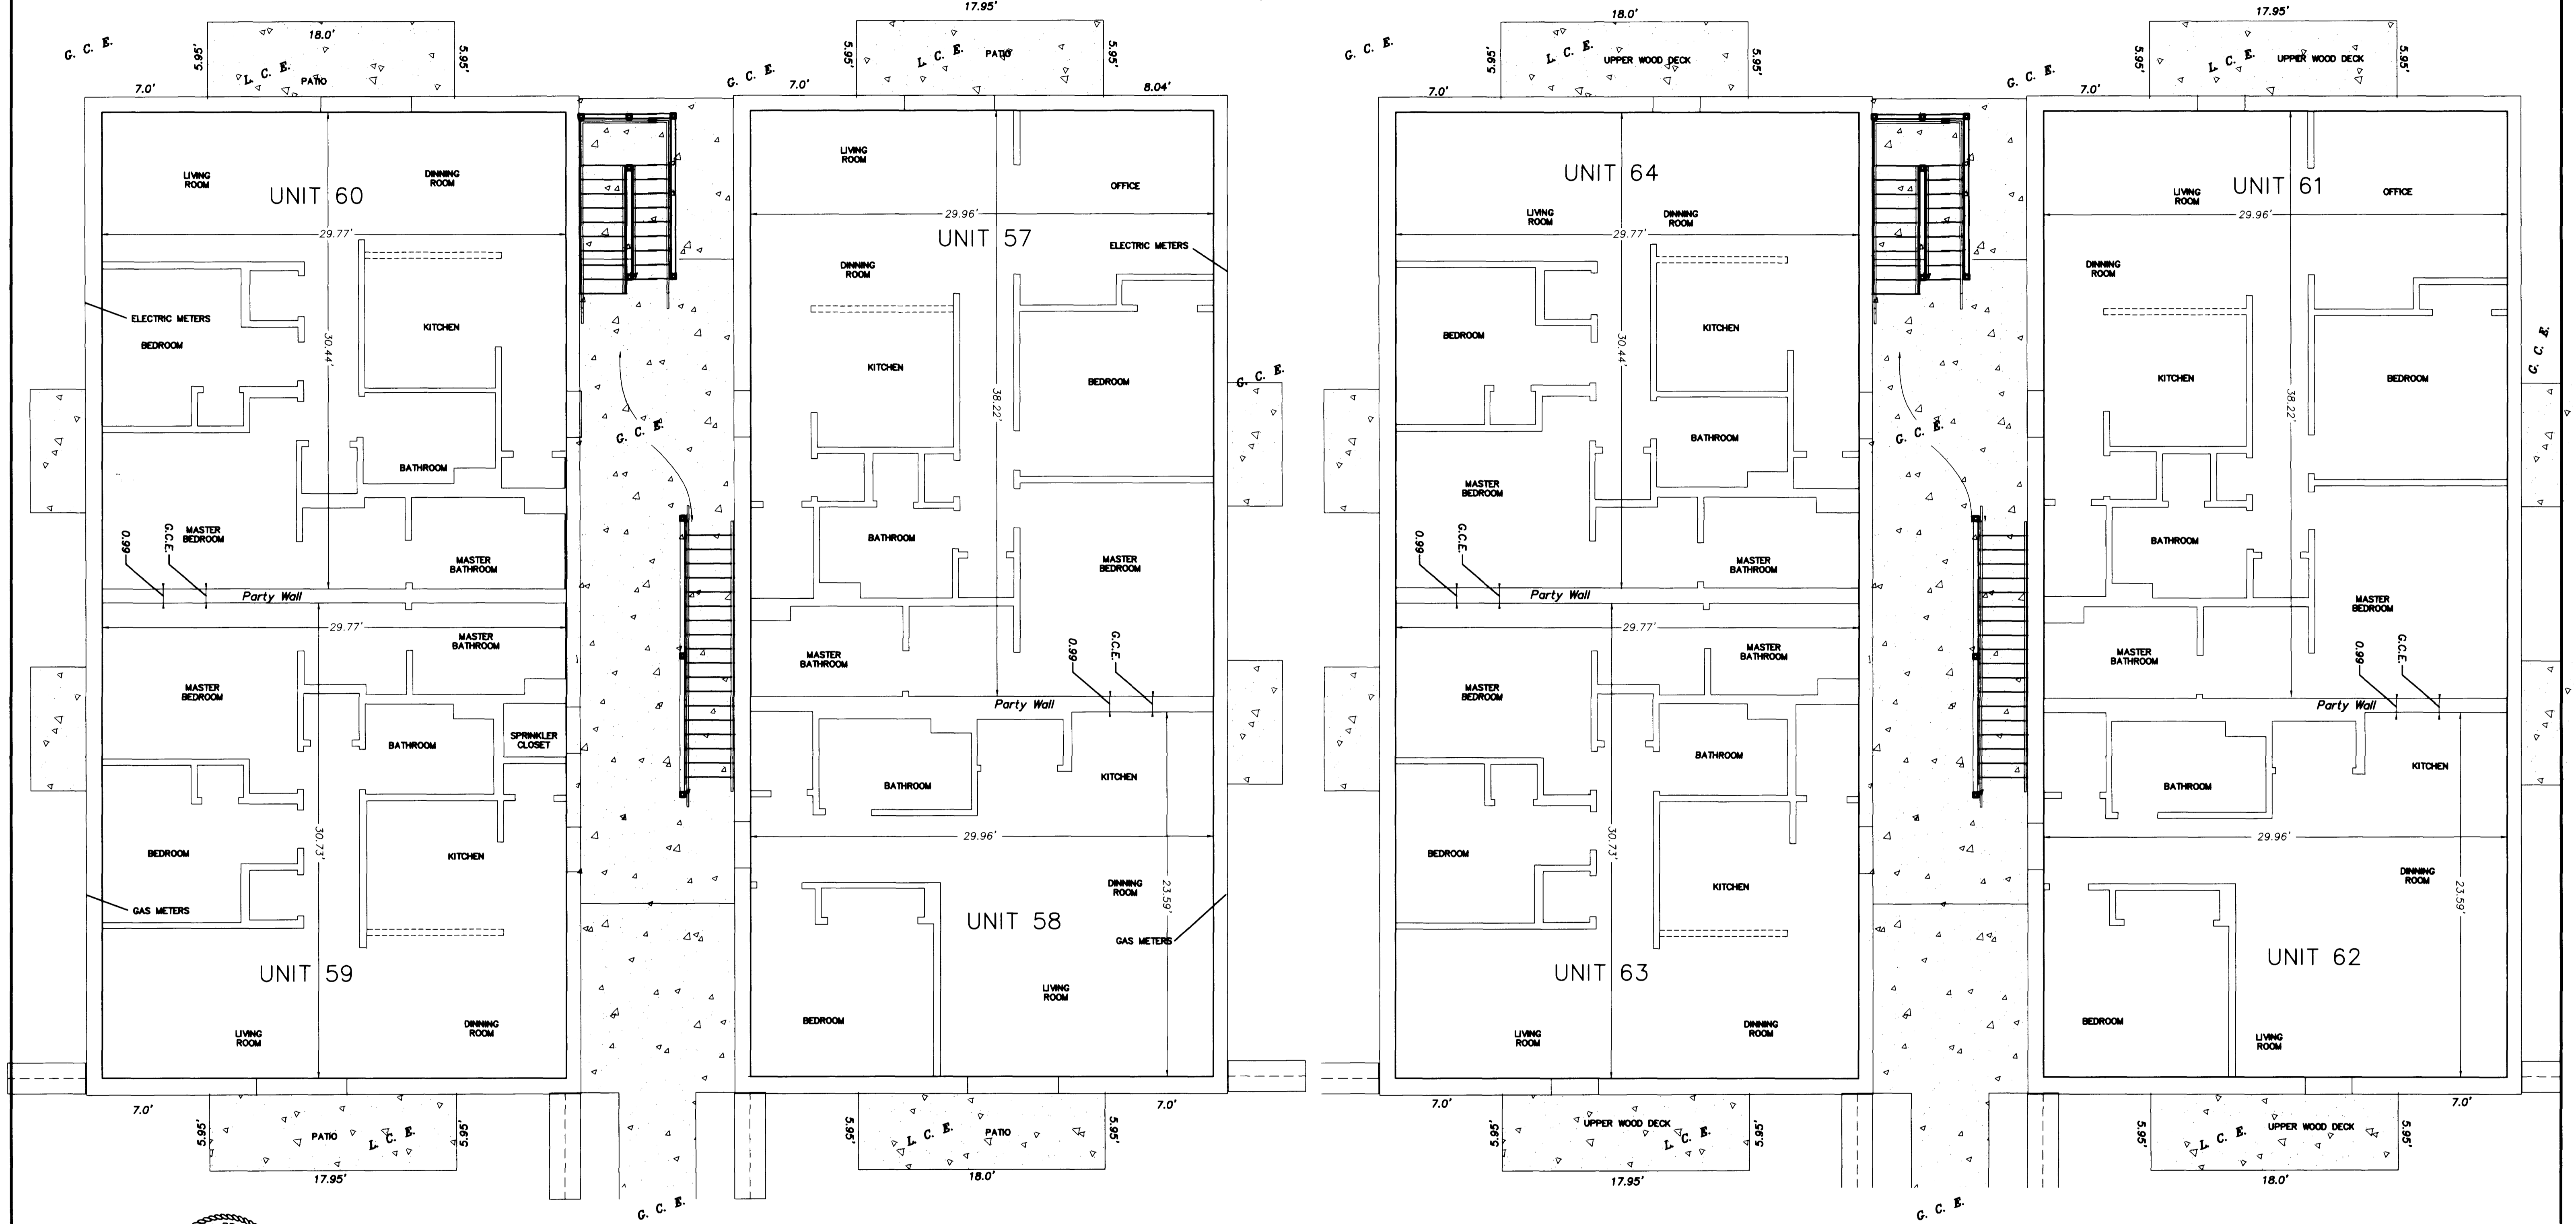 G. C. E.
18.0'
5.95'
5.95'
L. C. E.
PATIO
7.0'
LIVING
ROOM
DINNING
ROOM
UNIT 60
29.77'
ELECTRIC METERS
BEDROOM
30.44'
KITCHEN
BATHROOM
MASTER
BEDROOM
MASTER
BATHROOM
0.99
G.C.E.
Party Wall
29.77'
MASTER
BATHROOM
MASTER
BEDROOM
BATHROOM
SPRINKLER
CLOSET
BEDROOM
30.73'
KITCHEN
GAS METERS
UNIT 59
LIVING
ROOM
DINNING
ROOM
7.0'
5.95'
PATIO
L. C. E.
5.95'
17.95'
G. C. E.
G. C. E.
G. C. E.
17.95'
5.95'
L. C. E.
PATIO
5.95'
7.0'
8.04'
LIVING
ROOM
OFFICE
29.96'
UNIT 57
ELECTRIC METERS
DINNING
ROOM
KITCHEN
38.22'
BEDROOM
G. C. E.
BATHROOM
MASTER
BEDROOM
MASTER
BATHROOM
0.99
G.C.E.
Party Wall
BATHROOM
KITCHEN
29.96'
DINNING
ROOM
23.59'
UNIT 58
GAS METERS
LIVING
ROOM
BEDROOM
7.0'
5.95'
L. C. E.
PATIO
5.95'
18.0'
G. C. E.
18.0'
5.95'
L. C. E.
UPPER WOOD DECK
5.95'
7.0'
UNIT 64
LIVING
ROOM
DINNING
ROOM
29.77'
BEDROOM
30.44'
KITCHEN
BATHROOM
MASTER
BEDROOM
0.99
G.C.E.
MASTER
BATHROOM
Party Wall
29.77'
MASTER
BATHROOM
MASTER
BEDROOM
BATHROOM
BEDROOM
30.73'
KITCHEN
UNIT 63
LIVING
ROOM
DINNING
ROOM
7.0'
5.95'
UPPER WOOD DECK
L. C. E.
5.95'
17.95'
G. C. E.
G. C. E.
G. C. E.
17.95'
5.95'
L. C. E.
UPPER WOOD DECK
5.95'
7.0'
LIVING
ROOM
UNIT 61
OFFICE
29.96'
DINNING
ROOM
G. C. E.
KITCHEN
38.22'
BEDROOM
BATHROOM
MASTER
BEDROOM
MASTER
BATHROOM
0.99
G.C.E.
Party Wall
BATHROOM
KITCHEN
29.96'
DINNING
ROOM
23.59'
UNIT 62
BEDROOM
LIVING
ROOM
7.0'
5.95'
L. C. E.
UPPER WOOD DECK
5.95'
18.0'